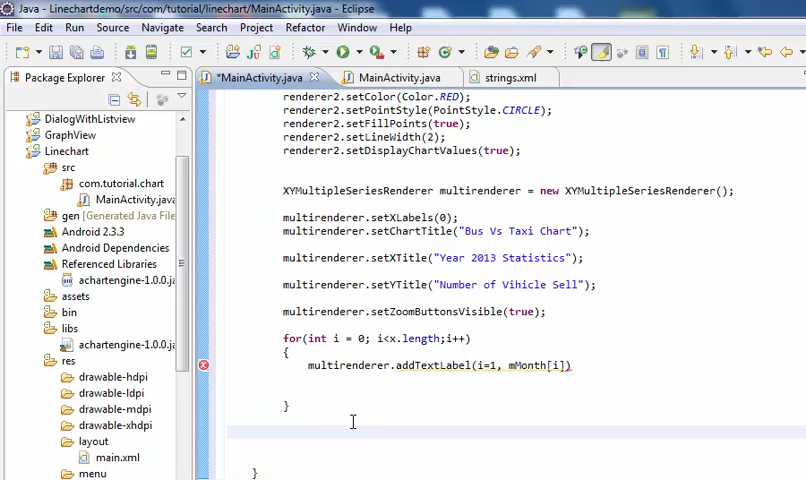 Java - Linechartdemo/src/com/tutorial/linechart/MainActivity.java - Eclipse
File Edit Run Source Navigate Search Project Refactor Window Help
Package Explorer
*MainActivity.java MainActivity.java strings.xml
DialogWithListview
GraphView
Linechart
src
com.tutorial.chart
MainActivity.java
gen [Generated Java File
Android 2.3.3
Android Dependencies
Referenced Libraries
achartengine-1.0.0.ja
assets
bin
libs
achartengine-1.0.0.ja
res
drawable-hdpi
drawable-ldpi
drawable-mdpi
drawable-xhdpi
layout
main.xml
menu
renderer2.setColor(Color.RED);
renderer2.setPointStyle(PointStyle.CIRCLE);
renderer2.setFillPoints(true);
renderer2.setLineWidth(2);
renderer2.setDisplayChartValues(true);
XYMultipleSeriesRenderer multirenderer = new XYMultipleSeriesRenderer();
multirenderer.setXLabels(0);
multirenderer.setChartTitle("Bus Vs Taxi Chart");
multirenderer.setXTitle("Year 2013 Statistics");
multirenderer.setYTitle("Number of Vihicle Sell");
multirenderer.setZoomButtonsVisible(true);
for(int i = 0; i<x.length;i++)
{
multirenderer.addTextLabel(i=1, mMonth[i])
}
}